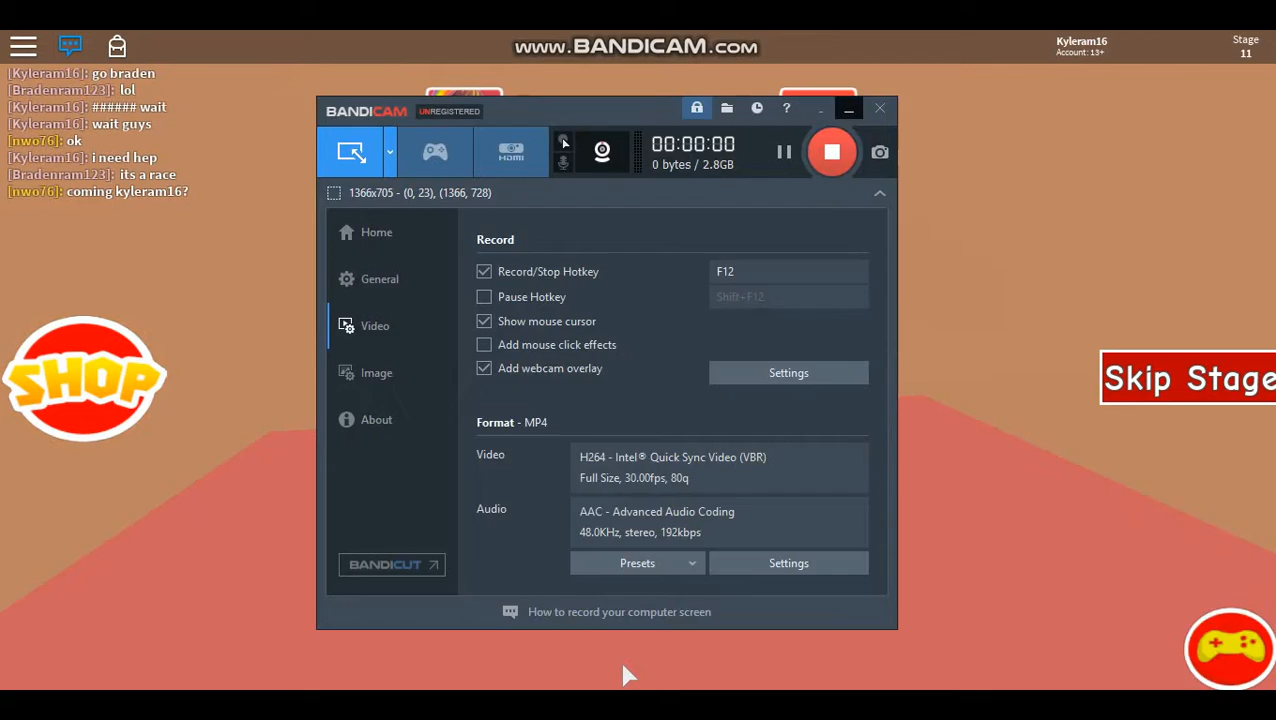 www.BANDICAM.com
Kyleram16
Account: 13+
Stage
11
[Kyleram16]: go braden
[Bradenram123]: lol
[Kyleram16]: ###### wait
[Kyleram16]: wait guys
[nwo76]: ok
[Kyleram16]: i need hep
[Bradenram123]: its a race
[nwo76]: coming kyleram16?
SHOP
Skip Stage
BANDICAM UNREGISTERED
HDMI
00:00:00
0 bytes / 2.8GB
1366x705 - (0, 23), (1366, 728)
Home
General
Video
Image
About
BANDICUT
Record
Record/Stop Hotkey F12
Pause Hotkey Shift+F12
Show mouse cursor
Add mouse click effects
Add webcam overlay
Settings
Format - MP4
Video
H264 - Intel® Quick Sync Video (VBR)
Full Size, 30.00fps, 80q
Audio
AAC - Advanced Audio Coding
48.0KHz, stereo, 192kbps
Presets
Settings
How to record your computer screen